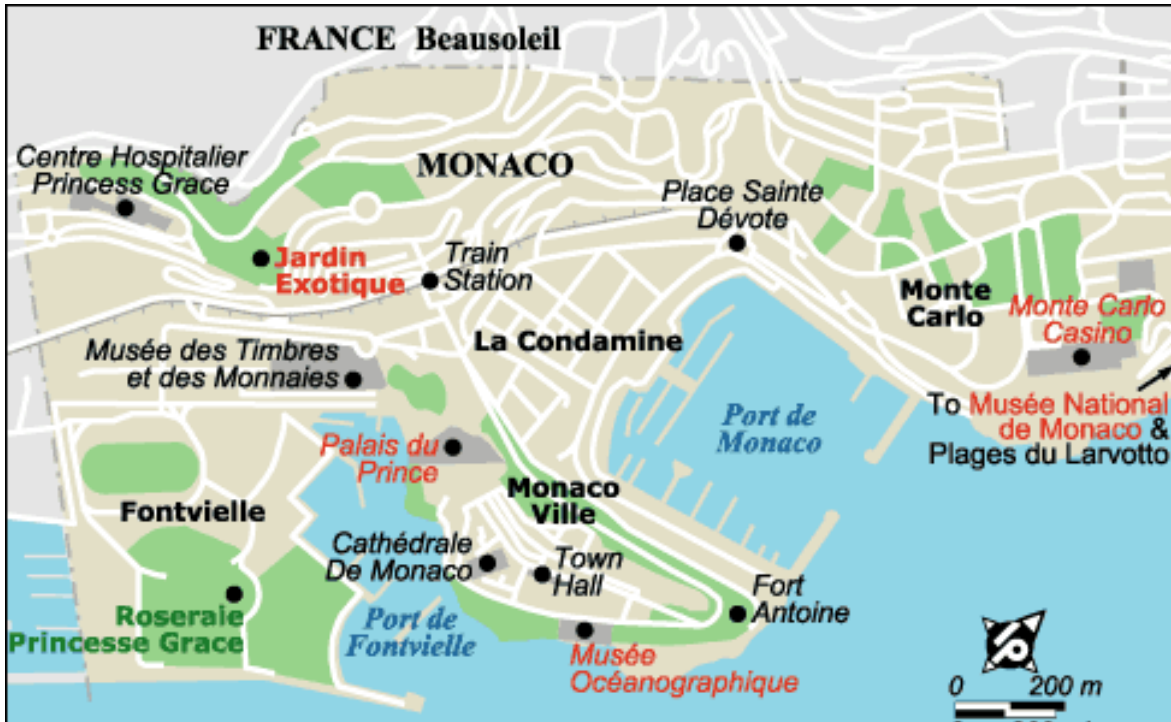 FRANCE Beausoleil
Centre Hospitalier
Princess Grace
MONACO
Place Sainte
Dévote
Jardin
Exotique
Train
Station
Monte
Carlo
Monte Carlo
Casino
La Condamine
Musée des Timbres
et des Monnaies
To Musée National
de Monaco &
Plages du Larvotto
Port de
Monaco
Palais du
Prince
Monaco
Ville
Fontvielle
Cathédrale
De Monaco
Town
Hall
Fort
Antoine
Roseraie
Princesse Grace
Port de
Fontvielle
Musée
Océanographique
0 200 m